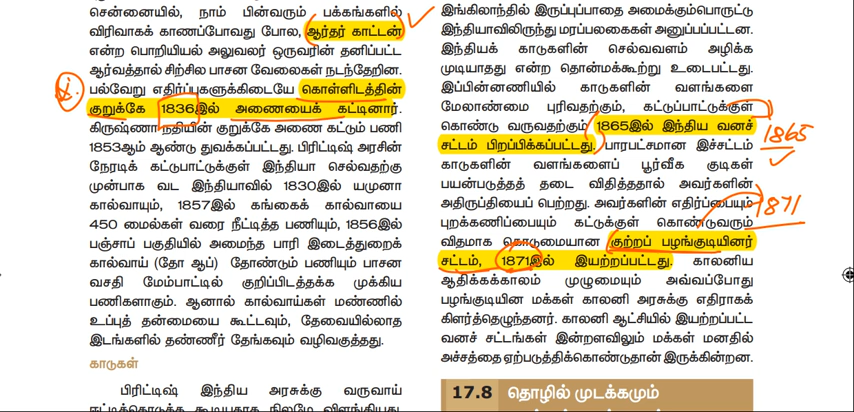 சென்னையில், நாம் பின்வரும் பக்கங்களில்
விரிவாகக் காணப்போவது போல, ஆர்தர் காட்டன்
என்ற பொறியியல் அலுவலர் ஒருவரின் தனிப்பட்ட
ஆர்வத்தால் சிற்சில பாசன வேலைகள் நடந்தேறின.
பல்வேறு எதிர்ப்புகளுக்கிடையே கொள்ளிடத்தின்
குறுக்கே 1836இல் அணையைக் கட்டினார்.
கிருஷ்ணா நதியின் குறுக்கே அணை கட்டும் பணி
1853ஆம் ஆண்டு துவக்கப்பட்டது. பிரிட்டிஷ் அரசின்
நேரடிக் கட்டுபாட்டுக்குள் இந்தியா செல்வதற்கு
முன்பாக வட இந்தியாவில் 1830இல் யமுனா
கால்வாயும், 1857இல் கங்கைக் கால்வாயை
450 மைல்கள் வரை நீட்டித்த பணியும், 1856இல்
பஞ்சாப் பகுதியில் அமைந்த பாரி இடைத்துறைக்
கால்வாய் (தோ ஆப்) தோண்டும் பணியும் பாசன
வசதி மேம்பாட்டில் குறிப்பிடத்தக்க முக்கிய
பணிகளாகும். ஆனால் கால்வாய்கள் மண்ணில்
உப்புத் தன்மையை கூட்டவும், தேவையில்லாத
இடங்களில் தண்ணீர் தேங்கவும் வழிவகுத்தது.
காடுகள்
பிரிட்டிஷ் இந்திய அரசுக்கு வருவாய்
ஈட்டிக்கொடுக்க கூடியதாக நிலமே விளங்கியது.
இங்கிலாந்தில் இருப்புப்பாதை அமைக்கும்பொருட்டு
இந்தியாவிலிருந்து மரப்பலகைகள் அனுப்பப்பட்டன.
இந்தியக் காடுகளின் செல்வவளம் அழிக்க
முடியாதது என்ற தொன்மக்கூற்று உடைபட்டது.
இப்பின்னணியில் காடுகளின் வளங்களை
மேலாண்மை புரிவதற்கும், கட்டுப்பாட்டுக்குள்
கொண்டு வருவதற்கும் 1865இல் இந்திய வனச்
சட்டம் பிறப்பிக்கப்பட்டது. பாரபட்சமான இச்சட்டம்
காடுகளின் வளங்களைப் பூர்வீக குடிகள்
பயன்படுத்தத் தடை விதித்ததால் அவர்களின்
அதிருப்தியைப் பெற்றது. அவர்களின் எதிர்ப்பையும்
புறக்கணிப்பையும் கட்டுக்குள் கொண்டுவரும்
விதமாக கொடுமையான குற்றப் பழங்குடியினர்
சட்டம், 1871இல் இயற்றப்பட்டது. காலனிய
ஆதிக்கக்காலம் முழுமையும் அவ்வப்போது
பழங்குடியின மக்கள் காலனி அரசுக்கு எதிராகக்
கிளர்த்தெழுந்தனர். காலனி ஆட்சியில் இயற்றப்பட்ட
வனச் சட்டங்கள் இன்றளவிலும் மக்கள் மனதில்
அச்சத்தை ஏற்படுத்திக்கொண்டுதான் இருக்கின்றன.
1865
1871
17.8 தொழில் முடக்கமும்